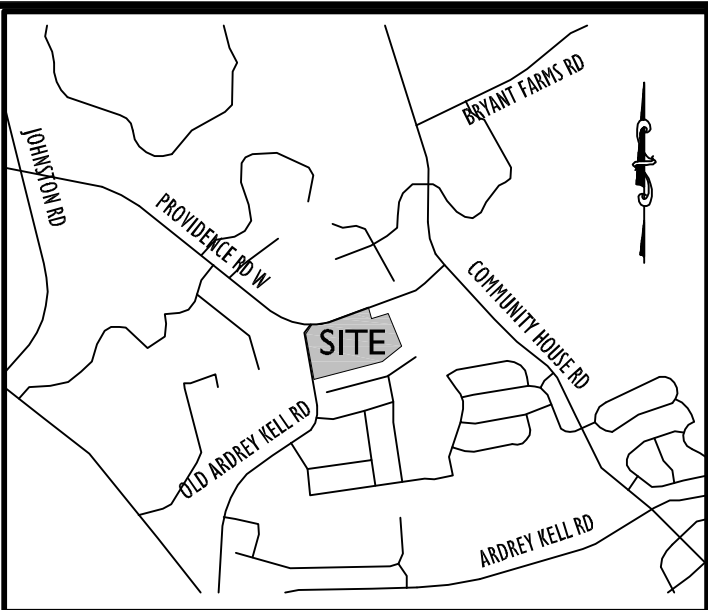 BRYANT FARMS RD
JOHNSTON RD
PROVIDENCE RD W
COMMUNITY HOUSE RD
SITE
OLD ARDREY KELL RD
ARDREY KELL RD